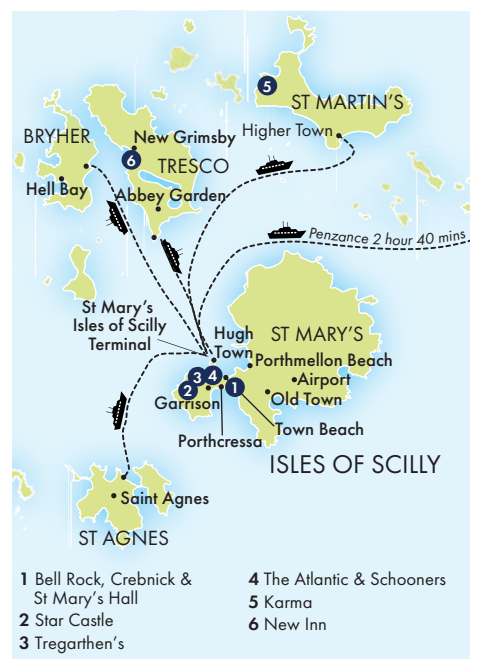 5
ST MARTIN'S
Higher Town
BRYHER
New Grimsby
6
TRESCO
Hell Bay
Abbey Garden
Penzance 2 hour 40 mins
St Mary's
Isles of Scilly
Terminal
Hugh
Town
ST MARY'S
Porthmellon Beach
3
4
Airport
2
1
Old Town
Garrison
Town Beach
Porthcressa
ISLES OF SCILLY
Saint Agnes
ST AGNES
1 Bell Rock, Crebnick &
St Mary's Hall
2 Star Castle
3 Tregarthen's
4 The Atlantic & Schooners
5 Karma
6 New Inn